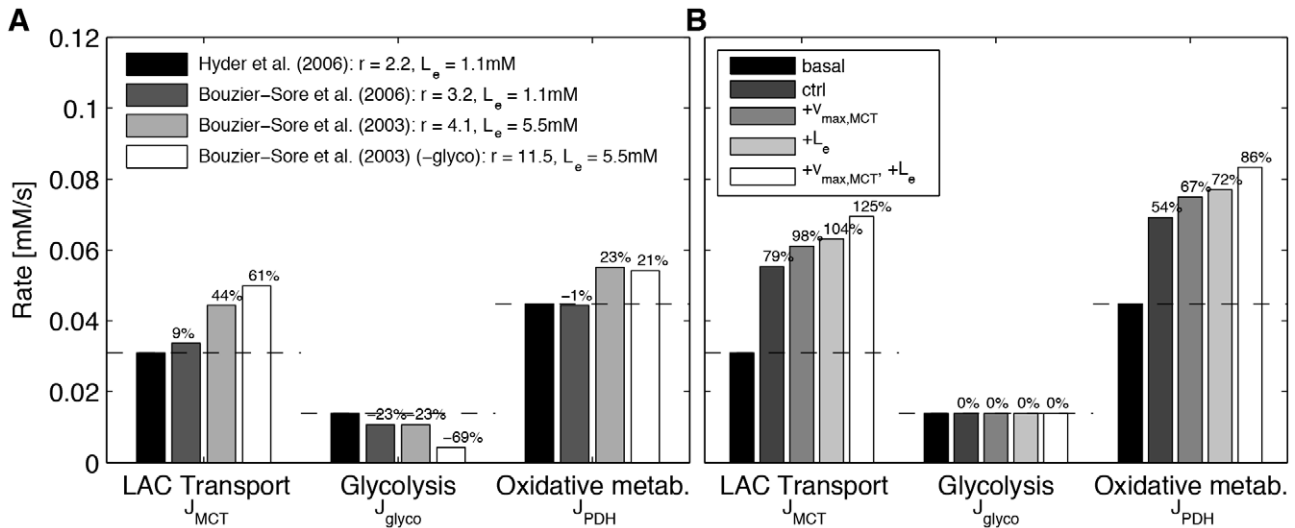 A
B
Rate [mM/s]
0.12
0.1
0.08
0.06
0.04
0.02
0
Hyder et al. (2006): r = 2.2, Le = 1.1mM
Bouzier−Sore et al. (2006): r = 3.2, Le = 1.1mM
Bouzier−Sore et al. (2003): r = 4.1, Le = 5.5mM
Bouzier−Sore et al. (2003) (−glyco): r = 11.5, Le = 5.5mM
9%
44%
61%
−23%
−23%
−69%
−1%
23%
21%
LAC Transport
JMCT
Glycolysis
Jglyco
Oxidative metab.
JPDH
basal
ctrl
+vmax,MCT
+Le
+vmax,MCT, +Le
79%
98%
104%
125%
0%
0%
0%
0%
54%
67%
72%
86%
LAC Transport
JMCT
Glycolysis
Jglyco
Oxidative metab.
JPDH